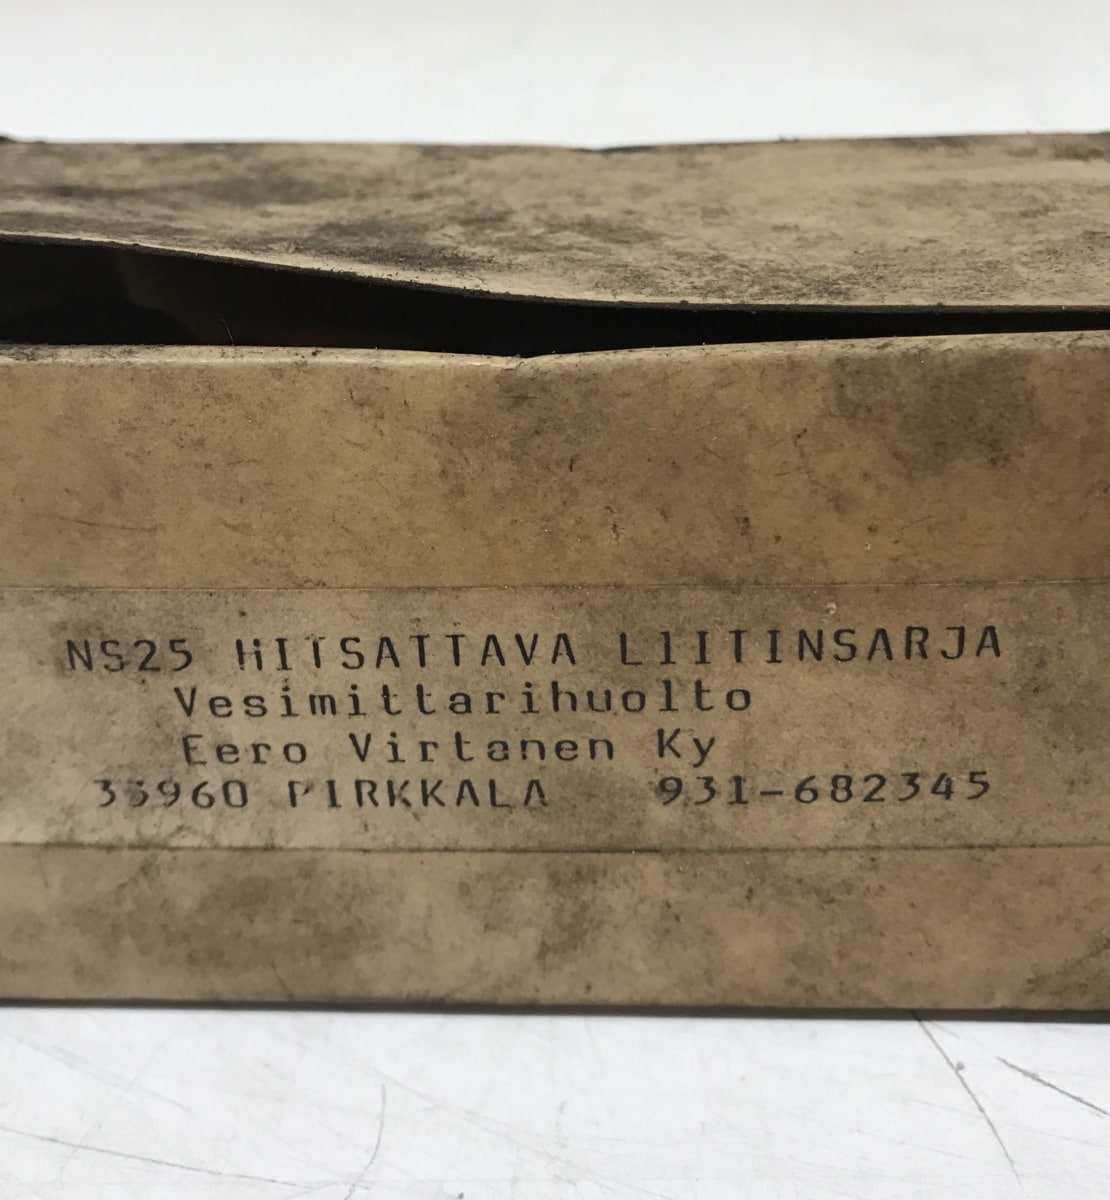 NS25 HITSATTAVA LIITINSARJA
Vesimittarihuolto
Eero Virtanen Ky
33960 PIRKKALA 931-682345